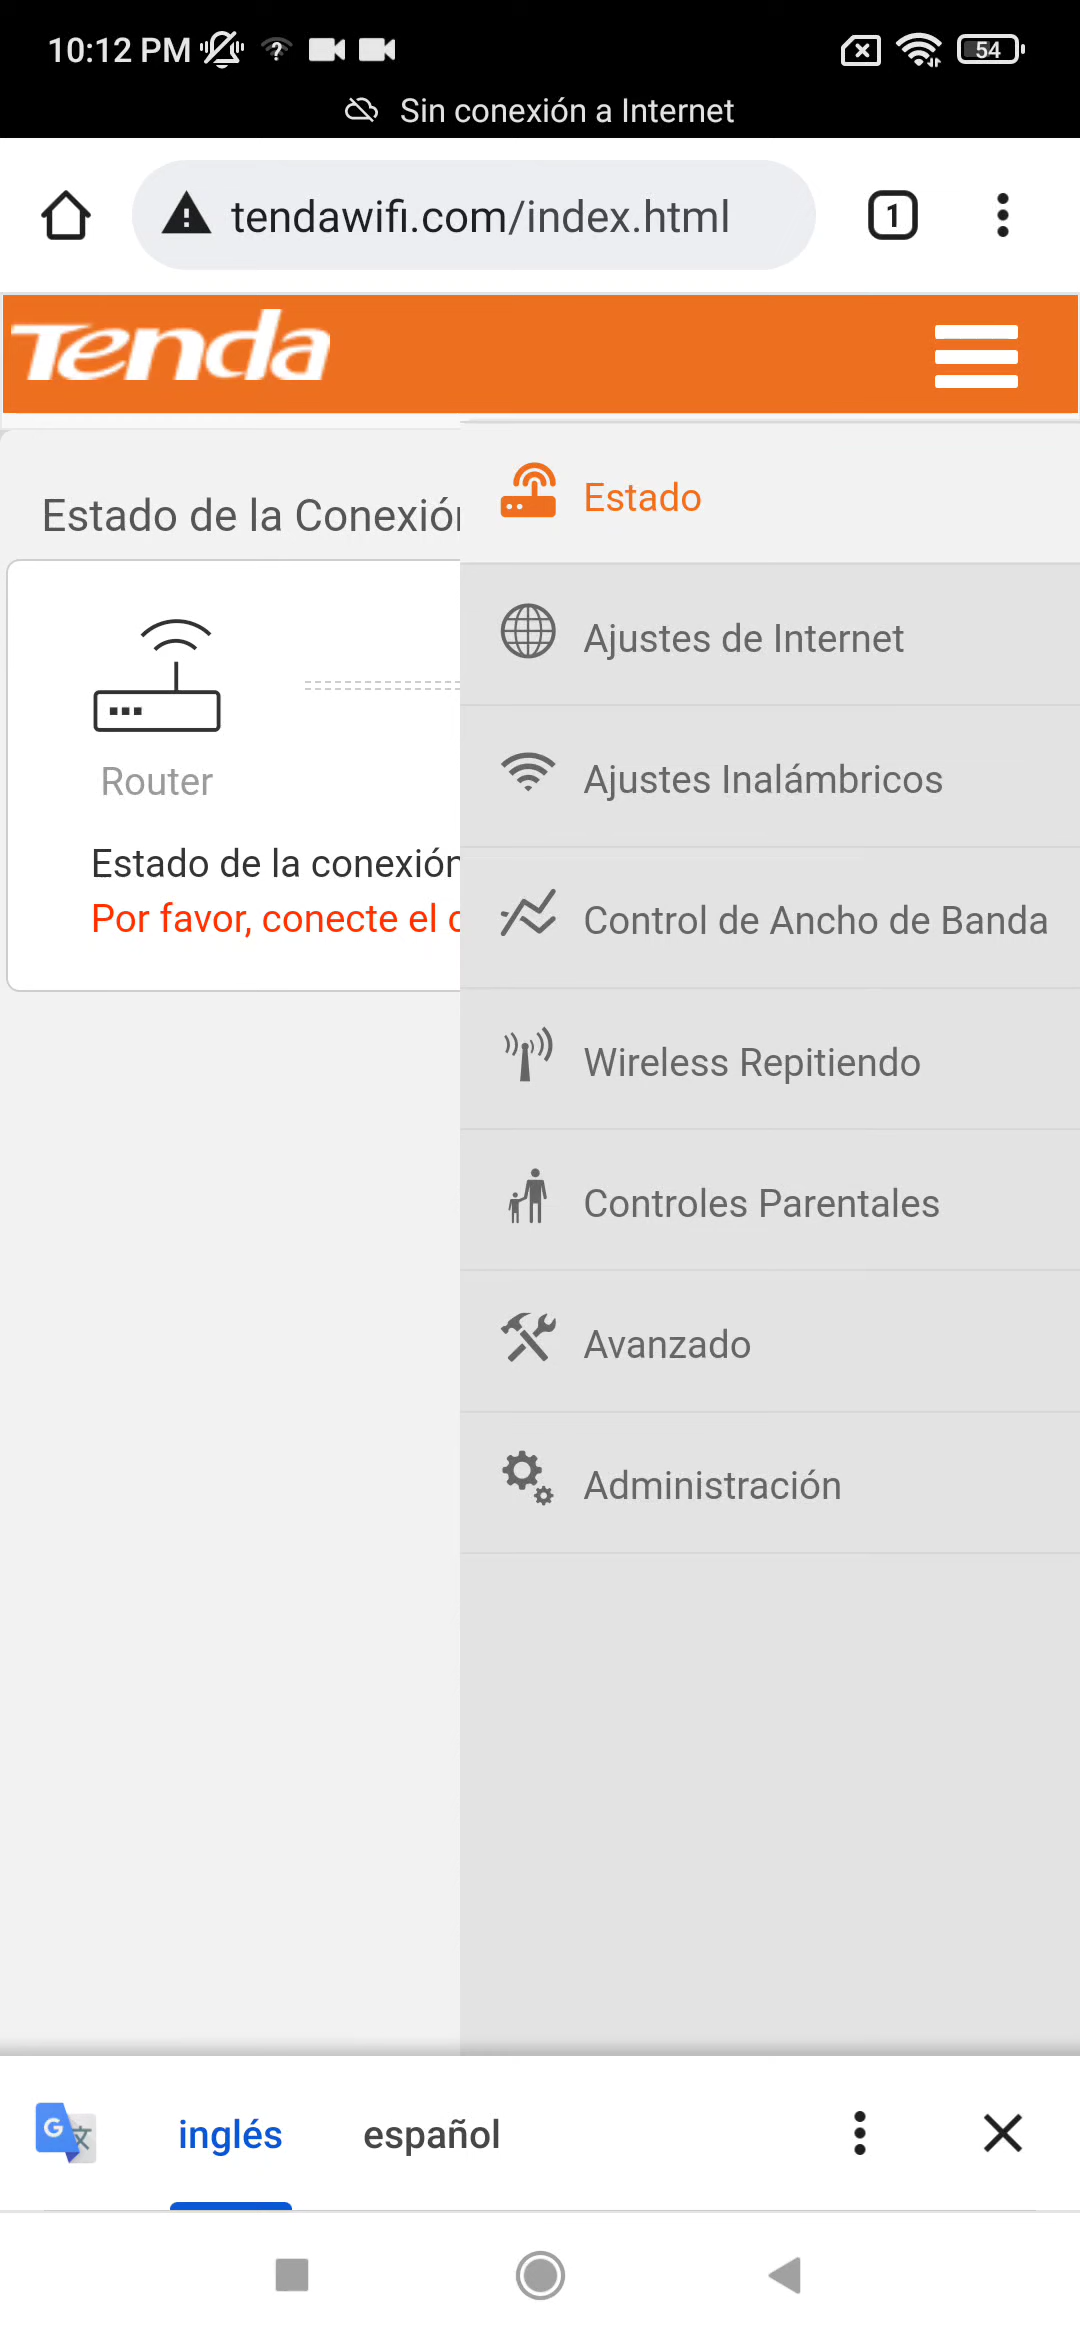 10:12 PM
54
Sin conexión a Internet
tendawifi.com/index.html
1
Tenda
Estado de la Conexión
Router
Estado de la conexión
Por favor, conecte el c
Estado
Ajustes de Internet
Ajustes Inalámbricos
Control de Ancho de Banda
Wireless Repitiendo
Controles Parentales
Avanzado
Administración
inglés
español